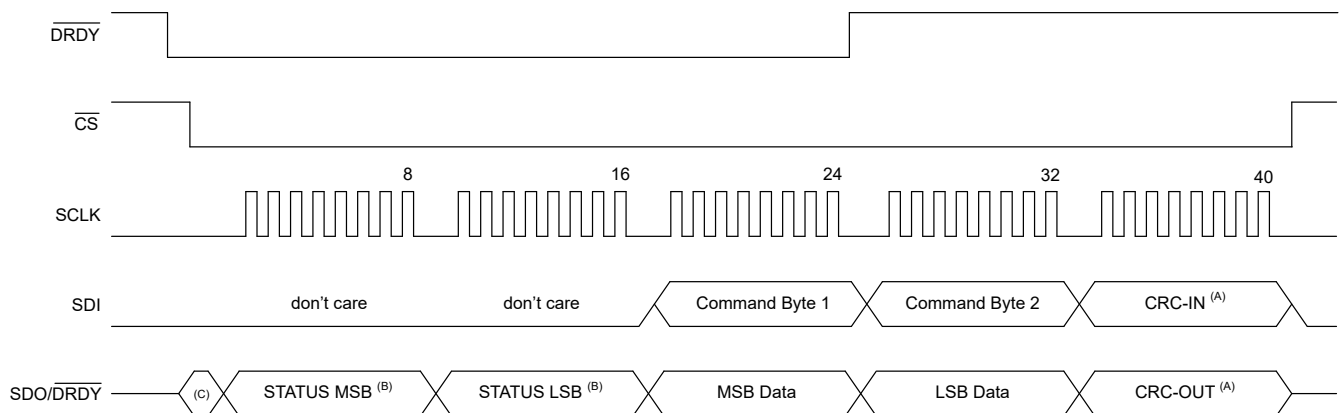 DRDY
CS
8 16 24 32 40
SCLK
SDI don't care don't care Command Byte 1 Command Byte 2 CRC-IN (A)
SDO/DRDY (C) STATUS MSB (B) STATUS LSB (B) MSB Data LSB Data CRC-OUT (A)